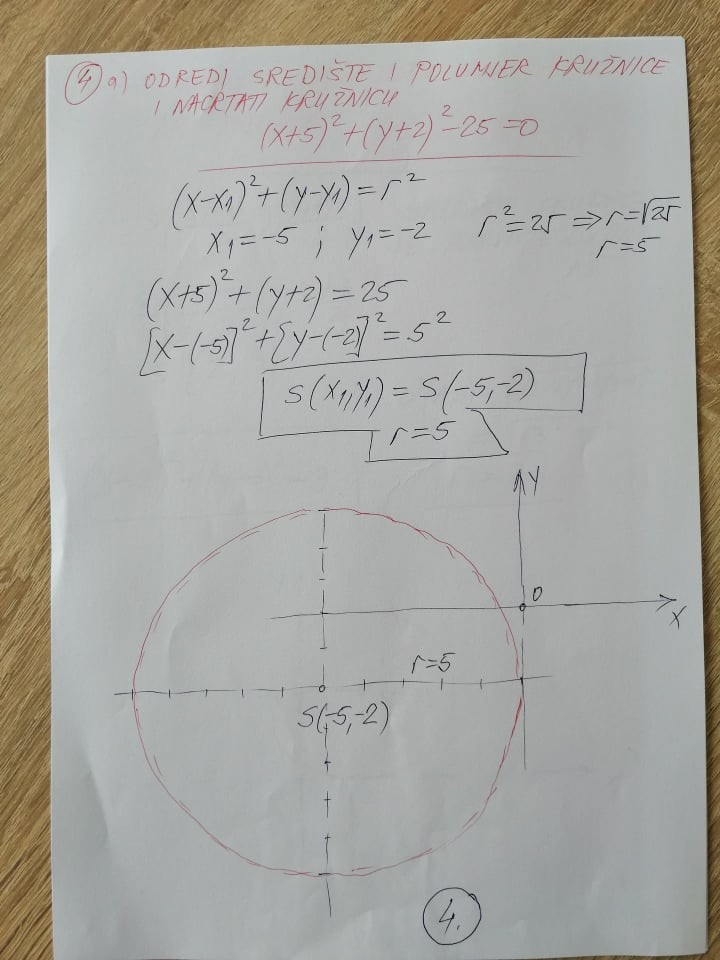 ④ a) ODREDI SREDIŠTE I POLUMJER KRUŽNICE
I NACRTATI KRUŽNICU
(x+5)²+(y+2)²-25=0
(x-x₁)²+(y-y₁)=r²
x₁=-5 ; y₁=-2 r²=25 ⇒ r=√25
r=5
(x+5)²+(y+2)=25
[x-(-5)]²+[y-(-2)]²=5²
S(x₁,y₁)=S(-5,-2)
r=5
y
0
x
r=5
S(-5,-2)
4.